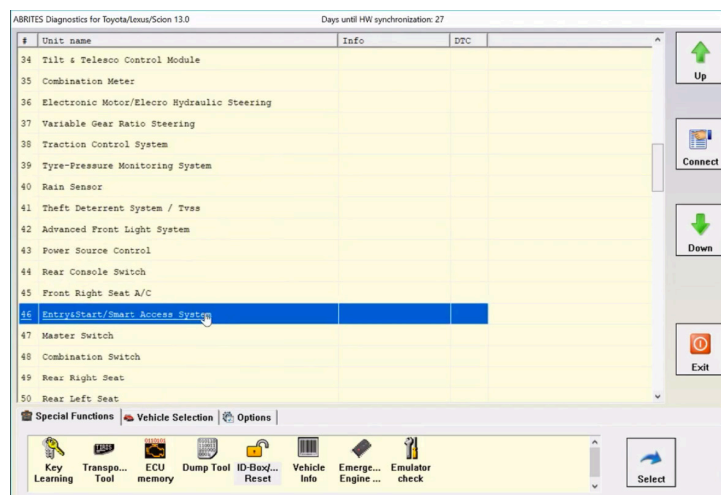 ABRITES Diagnostics for Toyota/Lexus/Scion 13.0 Days until HW synchronization: 27
# Unit name Info DTC
34 Tilt & Telesco Control Module
35 Combination Meter
36 Electronic Motor/Elecro Hydraulic Steering
37 Variable Gear Ratio Steering
38 Traction Control System
39 Tyre-Pressure Monitoring System
40 Rain Sensor
41 Theft Deterrent System / Tvss
42 Advanced Front Light System
43 Power Source Control
44 Rear Console Switch
45 Front Right Seat A/C
46 Entry&Start/Smart Access System
47 Master Switch
48 Combination Switch
49 Rear Right Seat
50 Rear Left Seat
Up
Connect
Down
Exit
Special Functions Vehicle Selection Options
Key Learning
Transpo... Tool
ECU memory
Dump Tool
ID-Box/... Reset
Vehicle Info
Emerge... Engine ...
Emulator check
Select